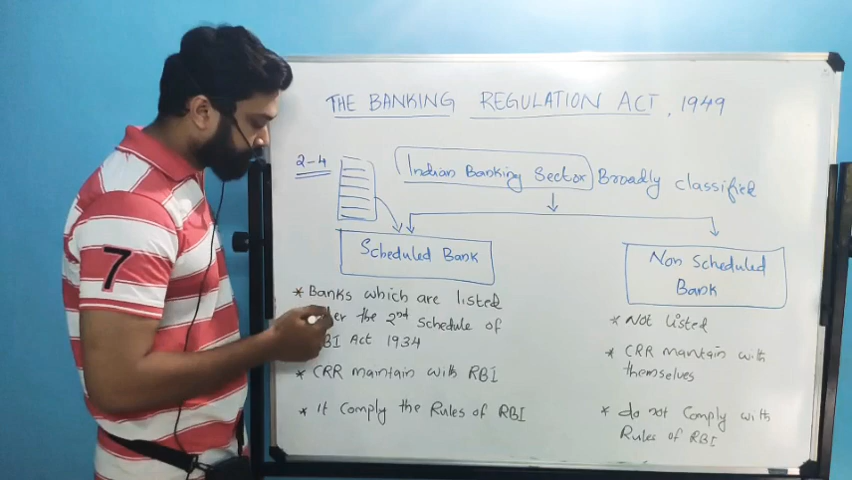 THE BANKING REGULATION ACT, 1949
2-4
Indian Banking Sector Broadly classified
Scheduled Bank
Non Scheduled
Bank
* Banks which are listed
the 2nd Schedule of
Act 1934
* CRR maintain with RBI
* It comply the Rules of RBI
* Not listed
* CRR mantain with
themselves
* do not comply with
Rules of RBI
7